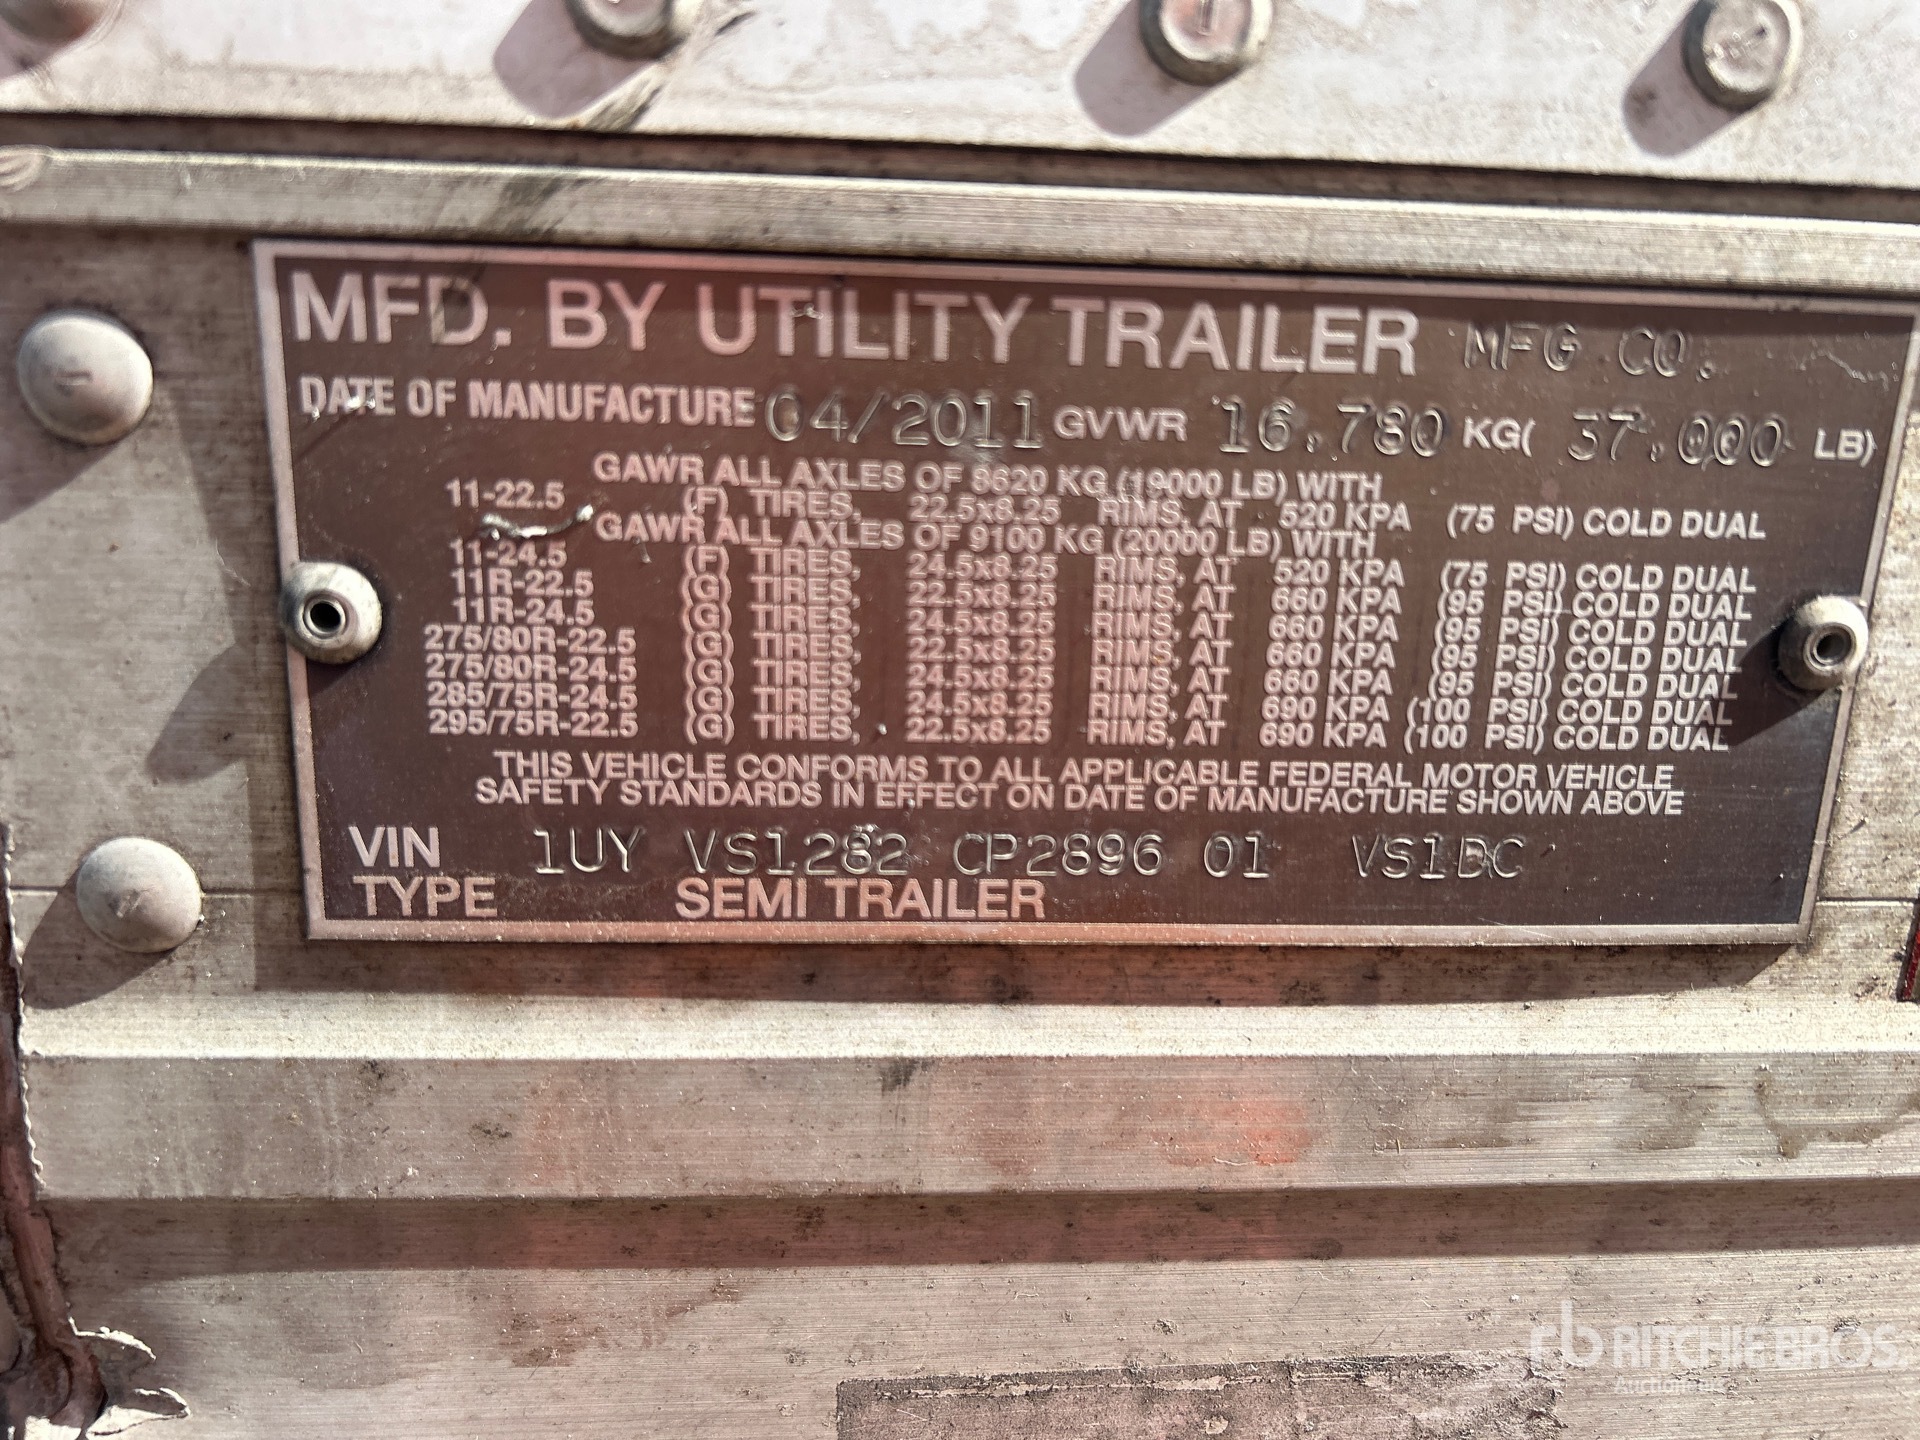 MFD. BY UTILITY TRAILER MFG CO.
DATE OF MANUFACTURE 04/2011 GVWR 16.780 KG( 37.000 LB)
GAWR ALL AXLES OF 8620 KG (19000 LB) WITH
11-22.5 (F) TIRES, 22.5x8.25 RIMS, AT 520 KPA (75 PSI) COLD DUAL
GAWR ALL AXLES OF 9100 KG (20000 LB) WITH
11-24.5 (F) TIRES, 24.5x8.25 RIMS, AT 520 KPA (75 PSI) COLD DUAL
11R-22.5 (G) TIRES, 22.5x8.25 RIMS, AT 660 KPA (95 PSI) COLD DUAL
11R-24.5 (G) TIRES, 24.5x8.25 RIMS, AT 660 KPA (95 PSI) COLD DUAL
275/80R-22.5 (G) TIRES, 22.5x8.25 RIMS, AT 660 KPA (95 PSI) COLD DUAL
275/80R-24.5 (G) TIRES, 24.5x8.25 RIMS, AT 660 KPA (95 PSI) COLD DUAL
285/75R-24.5 (G) TIRES, 24.5x8.25 RIMS, AT 690 KPA (100 PSI) COLD DUAL
295/75R-22.5 (G) TIRES, 22.5x8.25 RIMS, AT 690 KPA (100 PSI) COLD DUAL
THIS VEHICLE CONFORMS TO ALL APPLICABLE FEDERAL MOTOR VEHICLE
SAFETY STANDARDS IN EFFECT ON DATE OF MANUFACTURE SHOWN ABOVE
VIN 1UY VS1282 CP2896 01 VS1DC
TYPE SEMI TRAILER
rb RITCHIE BROS.
Auctioneers